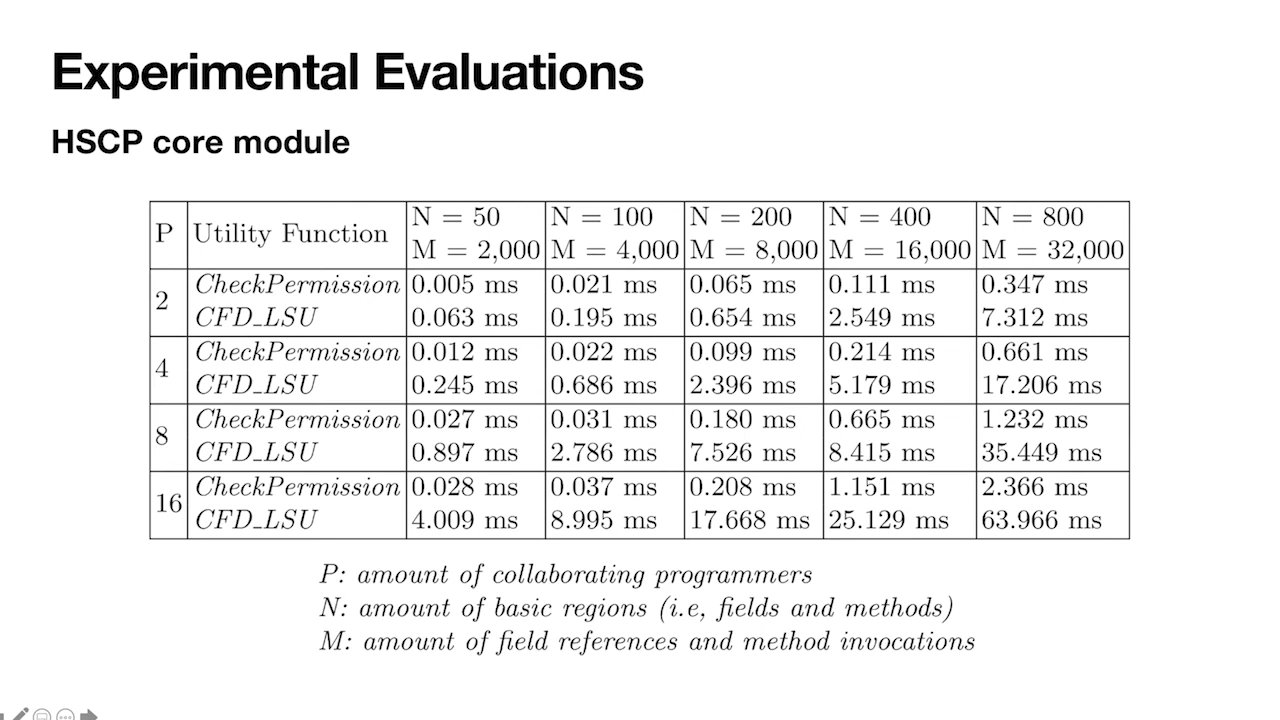 Experimental Evaluations
HSCP core module
P Utility Function N = 50 N = 100 N = 200 N = 400 N = 800
M = 2,000 M = 4,000 M = 8,000 M = 16,000 M = 32,000
2 CheckPermission 0.005 ms 0.021 ms 0.065 ms 0.111 ms 0.347 ms
CFD_LSU 0.063 ms 0.195 ms 0.654 ms 2.549 ms 7.312 ms
4 CheckPermission 0.012 ms 0.022 ms 0.099 ms 0.214 ms 0.661 ms
CFD_LSU 0.245 ms 0.686 ms 2.396 ms 5.179 ms 17.206 ms
8 CheckPermission 0.027 ms 0.031 ms 0.180 ms 0.665 ms 1.232 ms
CFD_LSU 0.897 ms 2.786 ms 7.526 ms 8.415 ms 35.449 ms
16 CheckPermission 0.028 ms 0.037 ms 0.208 ms 1.151 ms 2.366 ms
CFD_LSU 4.009 ms 8.995 ms 17.668 ms 25.129 ms 63.966 ms
P: amount of collaborating programmers
N: amount of basic regions (i.e, fields and methods)
M: amount of field references and method invocations